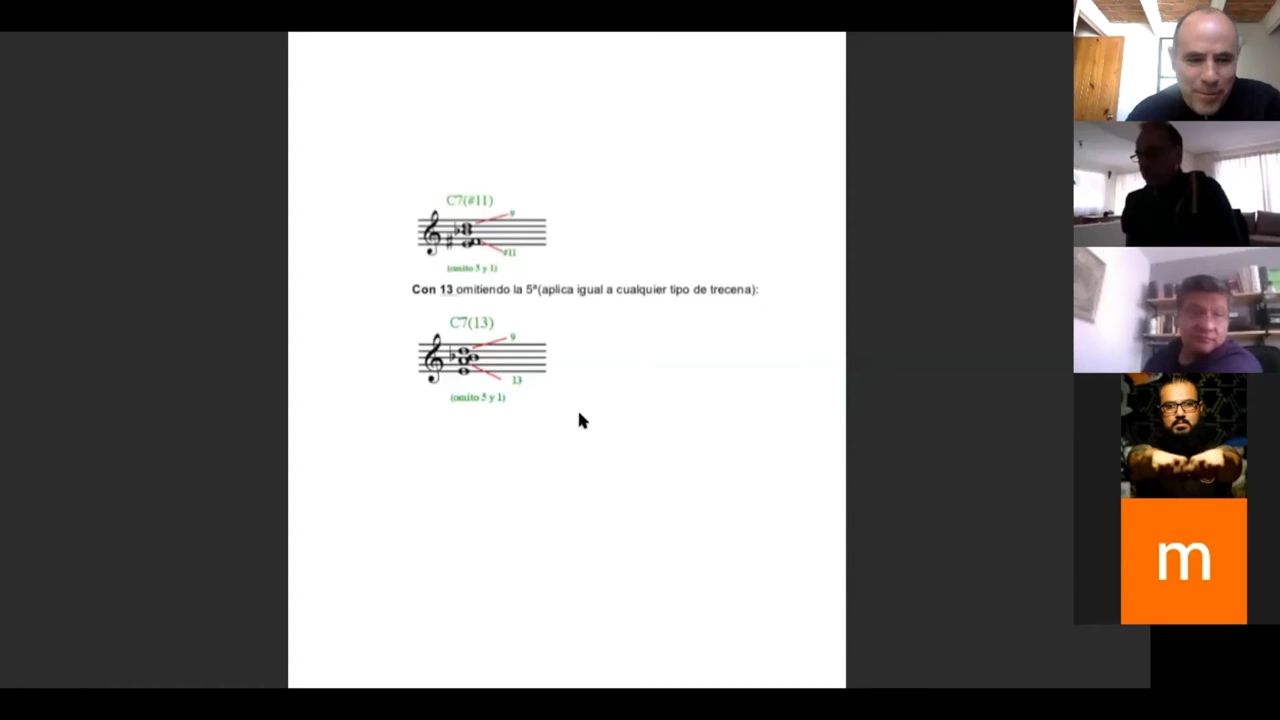 C7(#11)
9
#11
(omito 5 y 1)
Con 13 omitiendo la 5ª(aplica igual a cualquier tipo de trecena):
C7(13)
9
13
(omito 5 y 1)
m